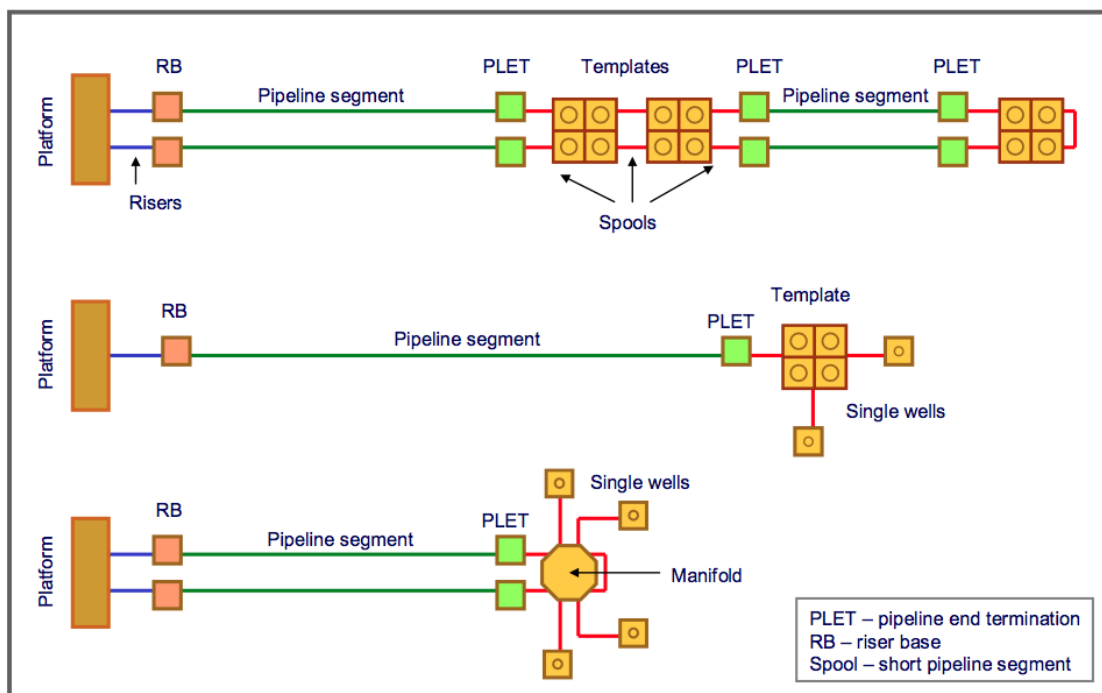 RB
PLET
Templates
PLET
PLET
Pipeline segment
Pipeline segment
Platform
Risers
Spools
Template
RB
PLET
Pipeline segment
Platform
Single wells
Single wells
RB
PLET
Pipeline segment
Platform
Manifold
PLET – pipeline end termination
RB – riser base
Spool – short pipeline segment